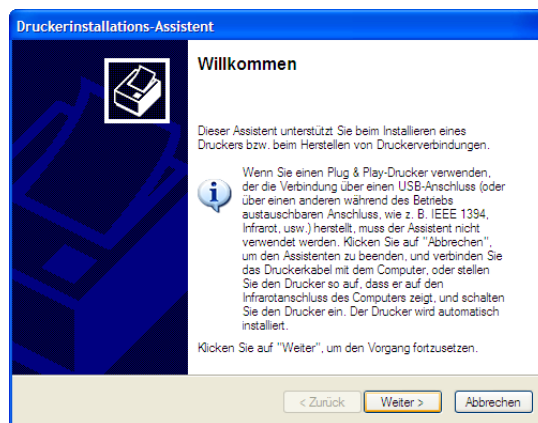 Druckerinstallations-Assistent
Willkommen
Dieser Assistent unterstützt Sie beim Installieren eines
Druckers bzw. beim Herstellen von Druckerverbindungen.
Wenn Sie einen Plug & Play-Drucker verwenden,
der die Verbindung über einen USB-Anschluss (oder
über einen anderen während des Betriebs
austauschbaren Anschluss, wie z. B. IEEE 1394,
Infrarot, usw.) herstellt, muss der Assistent nicht
verwendet werden. Klicken Sie auf "Abbrechen",
um den Assistenten zu beenden, und verbinden Sie
das Druckerkabel mit dem Computer, oder stellen
Sie den Drucker so auf, dass er auf den
Infrarotanschluss des Computers zeigt, und schalten
Sie den Drucker ein. Der Drucker wird automatisch
installiert.
Klicken Sie auf "Weiter", um den Vorgang fortzusetzen.
< Zurück Weiter > Abbrechen